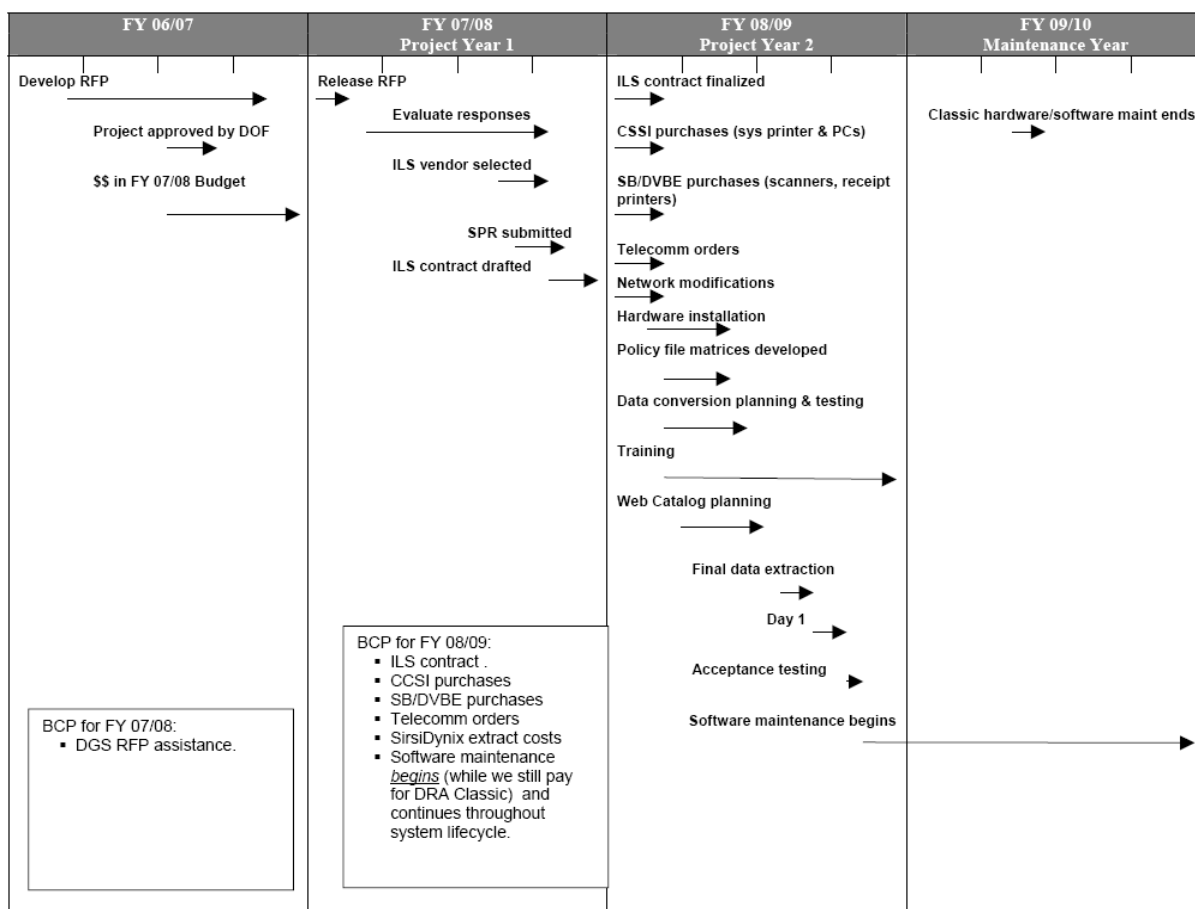 FY 06/07
FY 07/08
Project Year 1
FY 08/09
Project Year 2
FY 09/10
Maintenance Year
Develop RFP
Project approved by DOF
$$ in FY 07/08 Budget
BCP for FY 07/08:
▪ DGS RFP assistance.
Release RFP
Evaluate responses
ILS vendor selected
SPR submitted
ILS contract drafted
BCP for FY 08/09:
▪ ILS contract .
▪ CCSI purchases
▪ SB/DVBE purchases
▪ Telecomm orders
▪ SirsiDynix extract costs
▪ Software maintenance
begins (while we still pay
for DRA Classic) and
continues throughout
system lifecycle.
ILS contract finalized
CSSI purchases (sys printer & PCs)
SB/DVBE purchases (scanners, receipt
printers)
Telecomm orders
Network modifications
Hardware installation
Policy file matrices developed
Data conversion planning & testing
Training
Web Catalog planning
Final data extraction
Day 1
Acceptance testing
Software maintenance begins
Classic hardware/software maint ends